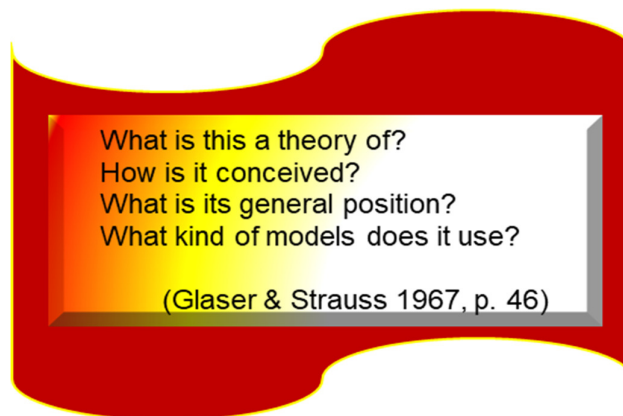 What is this a theory of?
How is it conceived?
What is its general position?
What kind of models does it use?
(Glaser & Strauss 1967, p. 46)